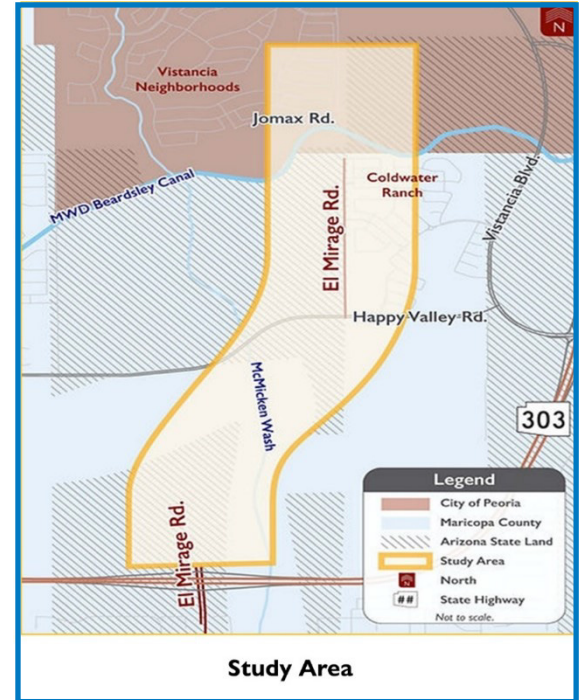 N
Vistancia
Neighborhoods
Jomax Rd.
Coldwater
Ranch
MWD Beardsley Canal
Vistancia Blvd.
El Mirage Rd.
Happy Valley Rd.
McMicken Wash
303
El Mirage Rd.
Legend
City of Peoria
Maricopa County
Arizona State Land
Study Area
N
North
##
State Highway
Not to scale.
Study Area